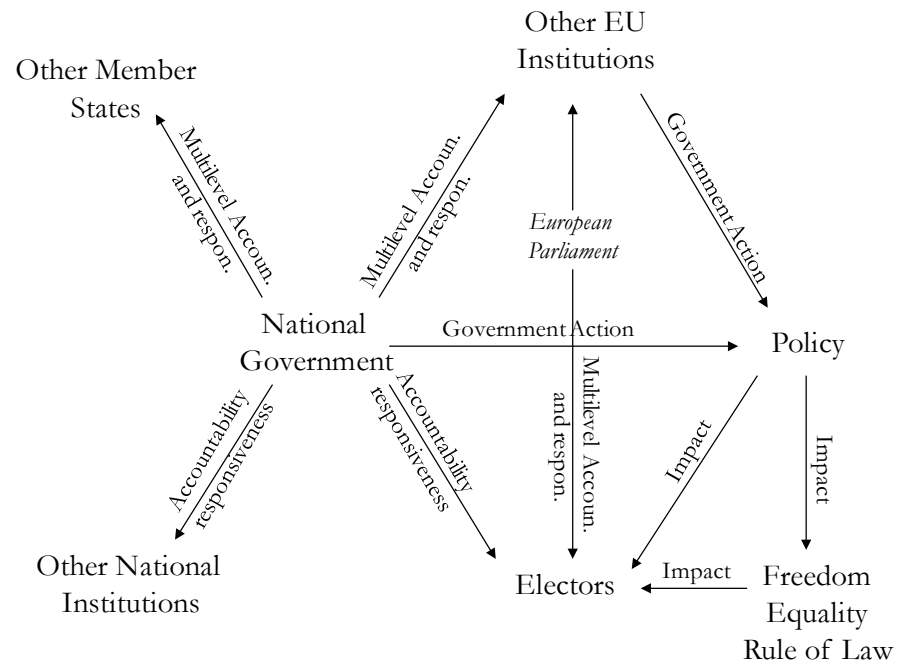 Other EU
Institutions
Other Member
States
Multilevel Accoun.
and respon.
Multilevel Accoun.
and respon.
Government Action
European
Parliament
National
Government
Government Action
Policy
Accountability
responsiveness
Accountability
responsiveness
Multilevel Accoun.
and respon.
Impact
Impact
Other National
Institutions
Electors
Impact
Freedom
Equality
Rule of Law